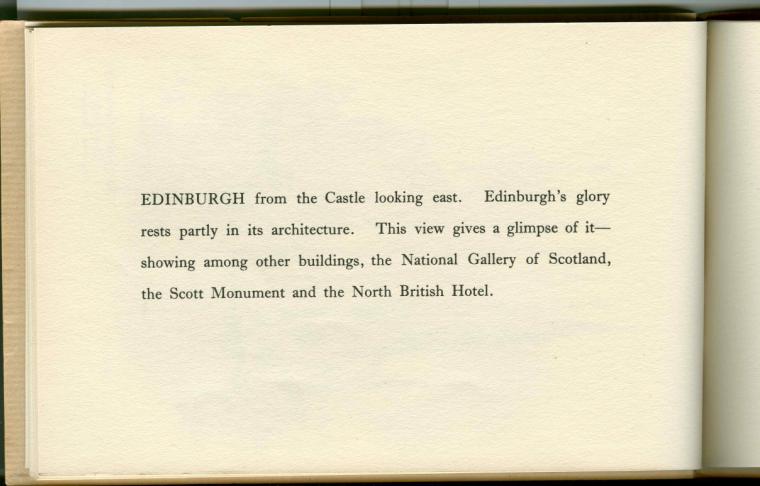 EDINBURGH from the Castle looking east. Edinburgh's glory
rests partly in its architecture. This view gives a glimpse of it—
showing among other buildings, the National Gallery of Scotland,
the Scott Monument and the North British Hotel.